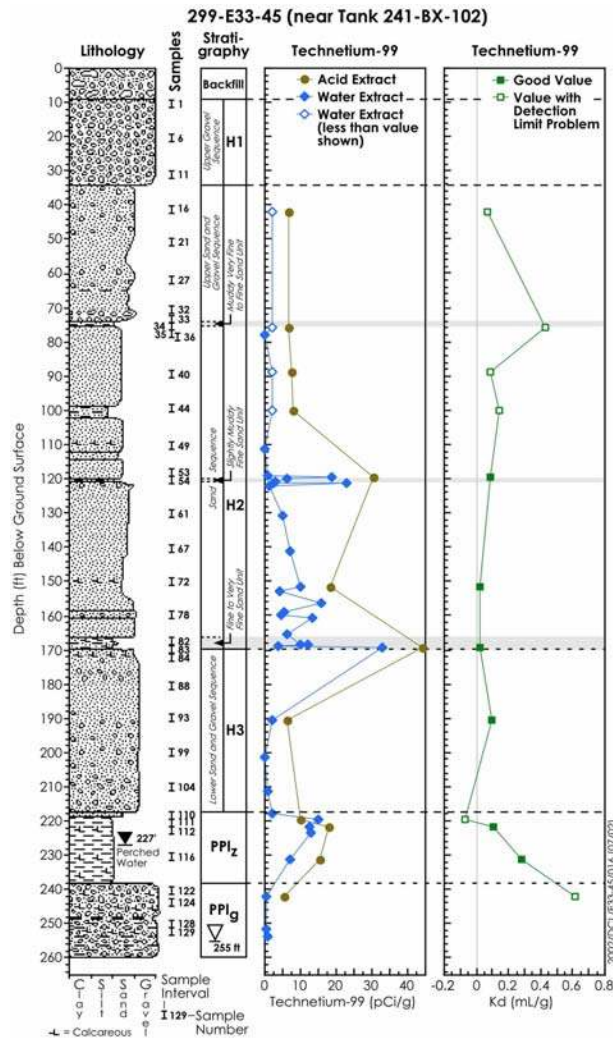 299-E33-45 (near Tank 241-BX-102)
Lithology
Samples
Strati-
graphy
Technetium-99
Technetium-99
Acid Extract
Water Extract
Water Extract
(less than value
shown)
Good Value
Value with
Detection
Limit Problem
Depth (ft) Below Ground Surface
0
10
20
30
40
50
60
70
80
90
100
110
120
130
140
150
160
170
180
190
200
210
220
230
240
250
260
1
6
11
16
21
27
32
33
34
35
36
40
44
49
53
54
61
67
72
78
82
83
84
88
93
99
104
110
111
112
116
122
124
128
129
227'
Perched
Water
Backfill
Upper Gravel
Sequence
H1
Upper Sand and
Gravel Sequence
Muddy Very Fine
to Fine Sand Unit
Sand Sequence
Slightly Muddy
Fine Sand Unit
H2
Fine to Very
Fine Sand Unit
Lower Sand and Gravel Sequence
H3
PPlz
PPlg
255 ft
0 10 20 30 40
Technetium-99 (pCi/g)
-0.2 0 0.2 0.4 0.6 0.8
Kd (mL/g)
Clay
Silt
Sand
Gravel
Sample
Interval
129 Sample
Number
= Calcareous